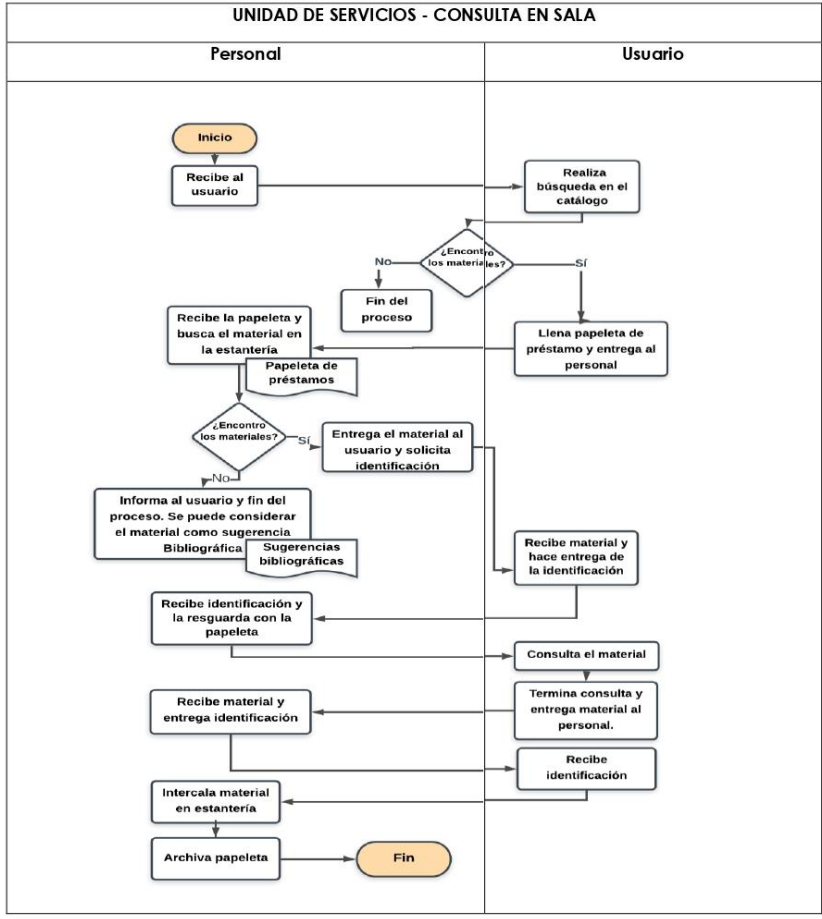 UNIDAD DE SERVICIOS - CONSULTA EN SALA
Personal
Usuario
Inicio
Recibe al
usuario
Realiza
búsqueda en el
catálogo
¿Encontro
los materiales?
No
Sí
Fin del
proceso
Llena papeleta de
préstamo y entrega al
personal
Recibe la papeleta y
busca el material en
la estantería
Papeleta de
préstamos
¿Encontro
los materiales?
Sí
No
Entrega el material al
usuario y solicita
identificación
Informa al usuario y fin del
proceso. Se puede considerar
el material como sugerencia
Bibliográfica
Sugerencias
bibliográficas
Recibe material y
hace entrega de
la identificación
Recibe identificación y
la resguarda con la
papeleta
Consulta el material
Termina consulta y
entrega material al
personal.
Recibe material y
entrega identificación
Recibe
identificación
Intercala material
en estantería
Archiva papeleta
Fin